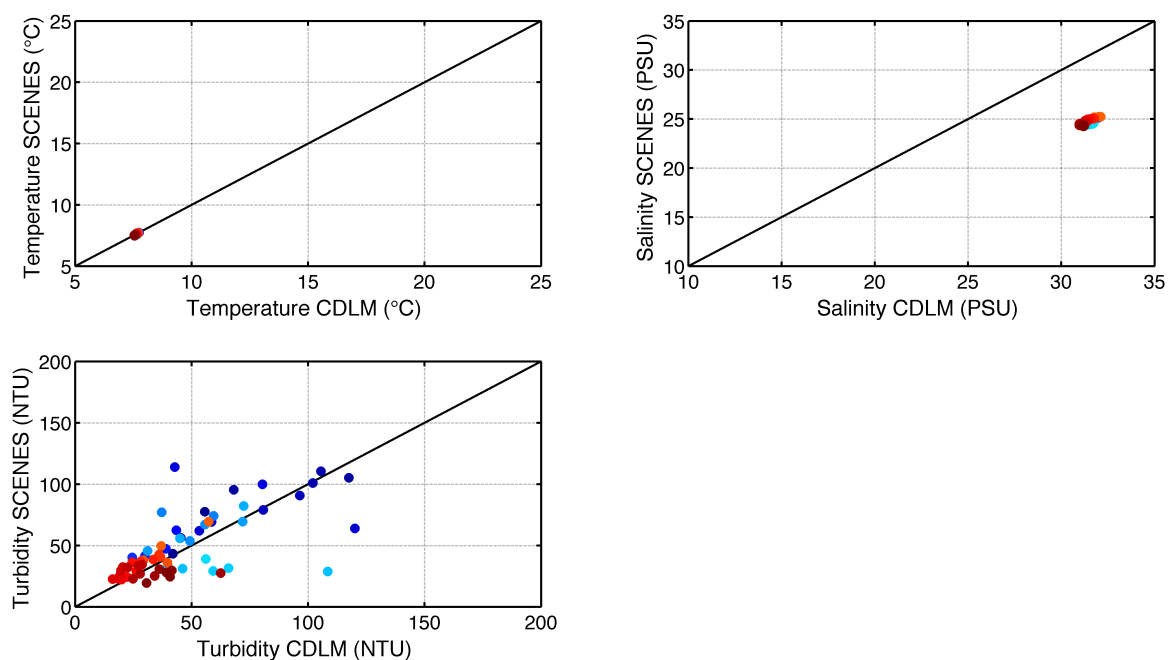 Temperature SCENES (°C)
25
20
15
10
5
5 10 15 20 25
Temperature CDLM (°C)
Salinity SCENES (PSU)
35
30
25
20
15
10
10 15 20 25 30 35
Salinity CDLM (PSU)
Turbidity SCENES (NTU)
200
150
100
50
0
0 50 100 150 200
Turbidity CDLM (NTU)